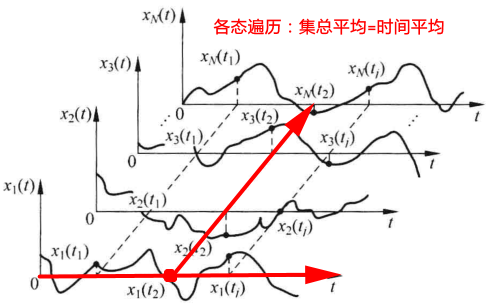 各态遍历：集总平均=时间平均
x_N(t)
x_N(t_1)
x_N(t_2)
x_N(t_i)
0
t
x_3(t)
x_3(t_1)
x_3(t_2)
x_3(t_i)
0
t
x_2(t)
x_2(t_1)
x_2(t_2)
x_2(t_i)
0
t
x_1(t)
x_1(t_1)
x_1(t_2)
x_1(t_i)
0
t